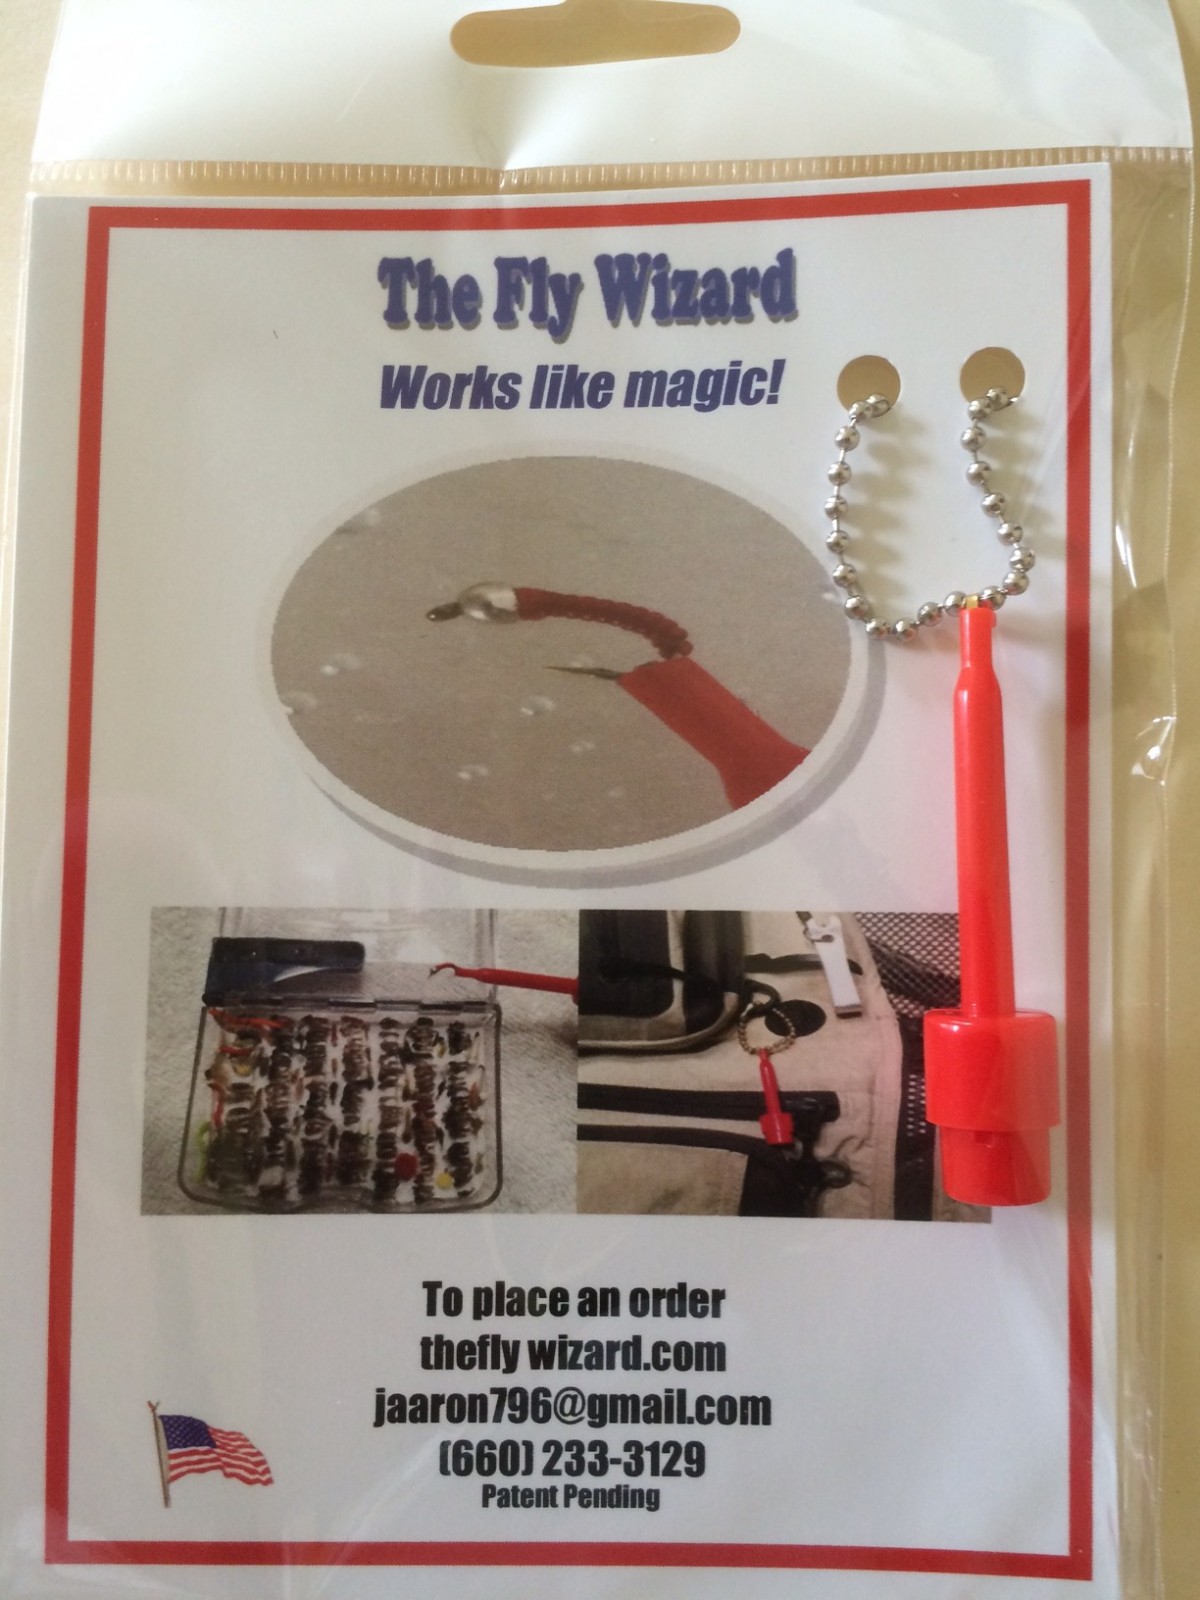 The Fly Wizard
Works like magic!
To place an order
thefly wizard.com
jaaron796@gmail.com
(660) 233-3129
Patent Pending